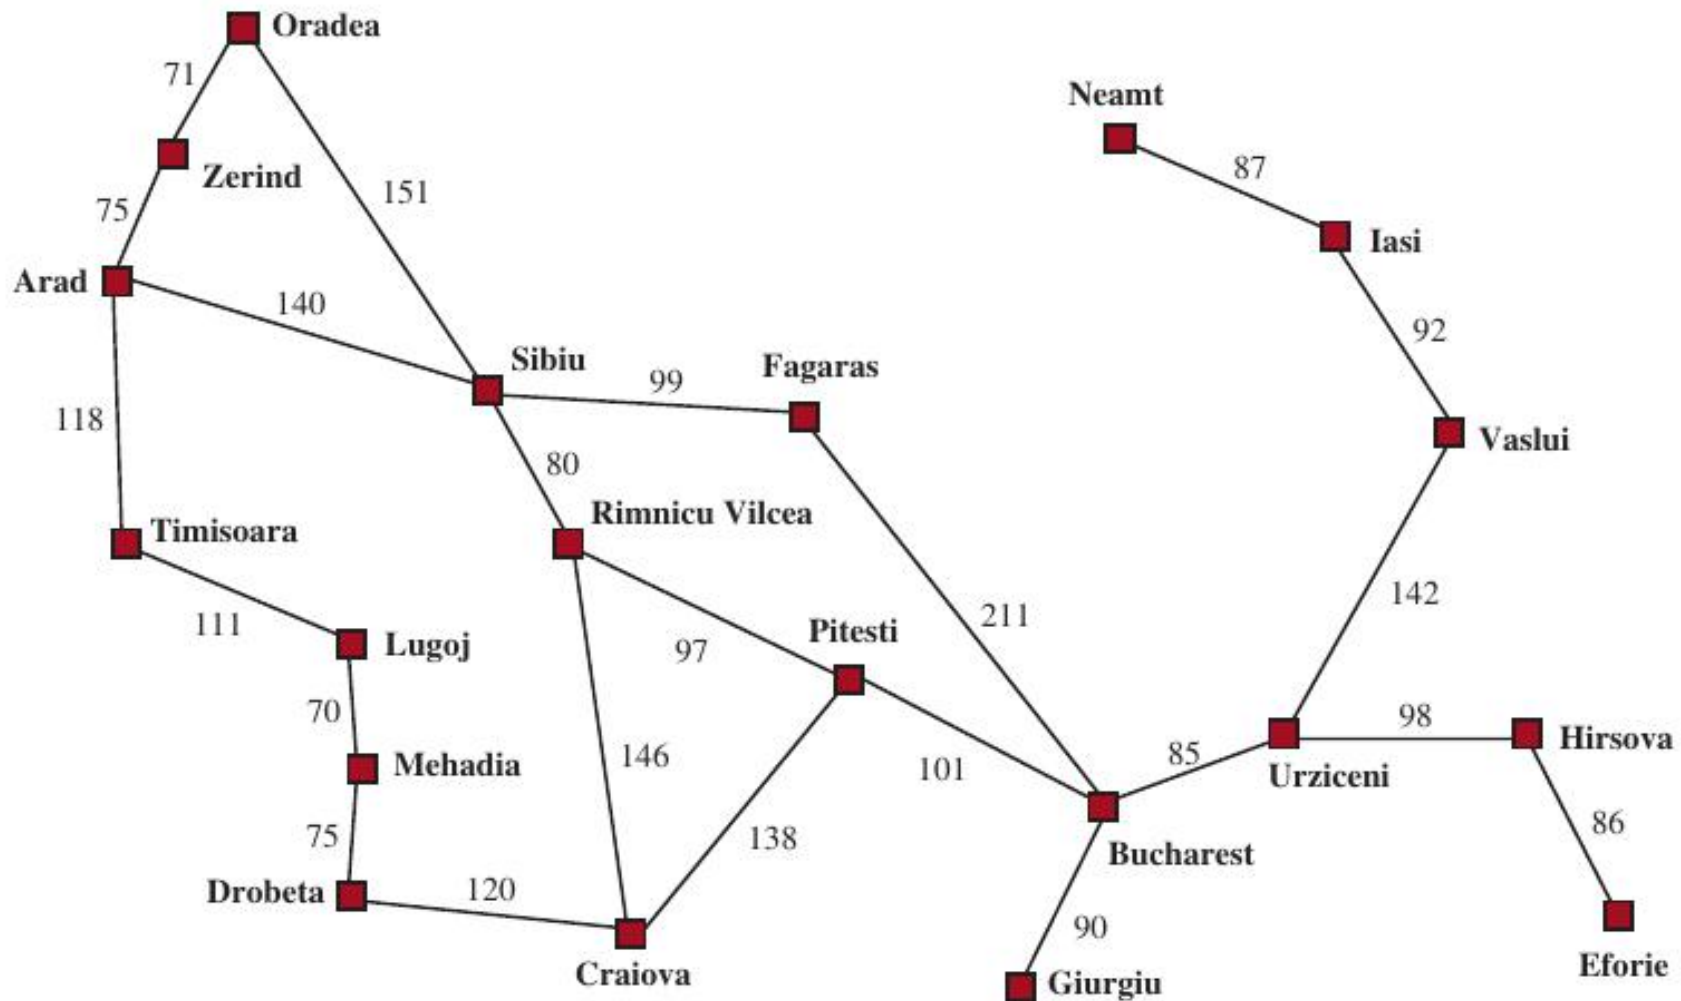 Oradea
71
Neamt
87
Zerind
151
75
Iasi
Arad
140
92
Sibiu
Fagaras
99
118
Vaslui
80
Rimnicu Vilcea
Timisoara
142
211
111
Lugoj
97
Pitesti
70
98
Hirsova
146
85
Mehadia
101
Urziceni
86
75
138
Bucharest
Drobeta
120
90
Craiova
Giurgiu
Eforie